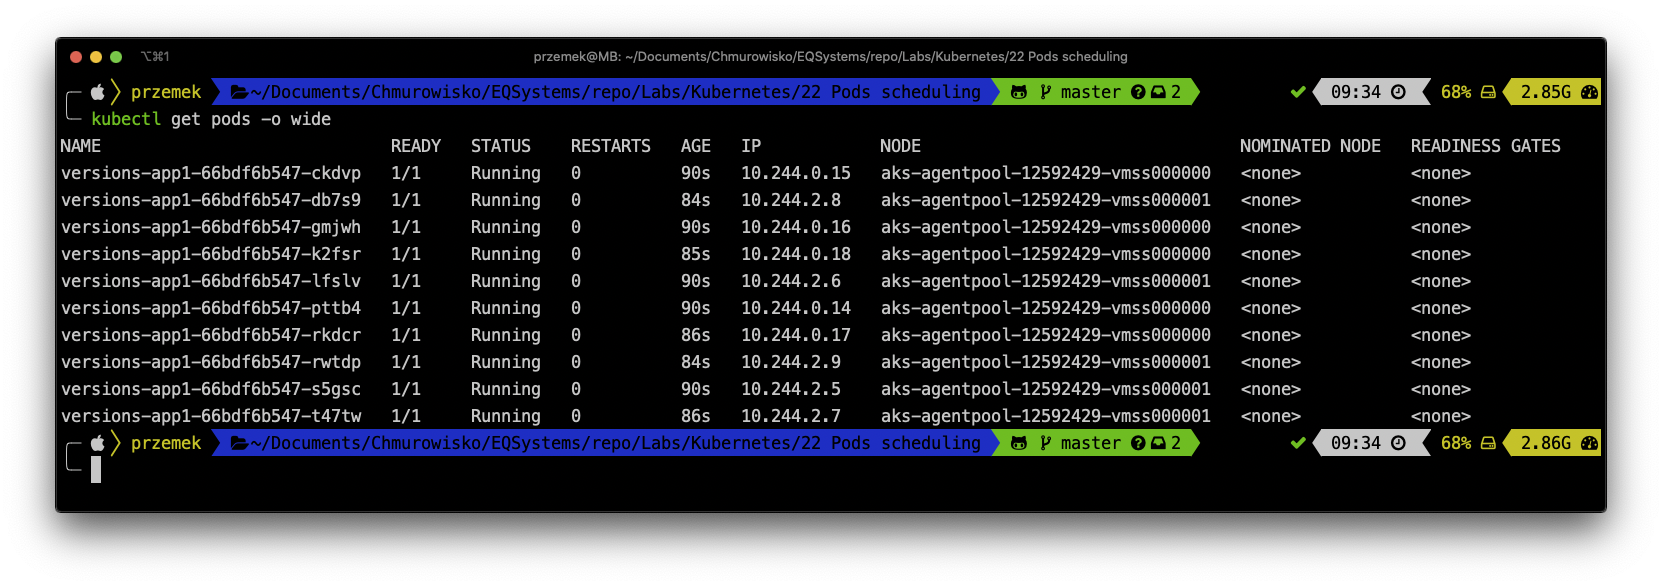 ⌥⌘1 przemek@MB: ~/Documents/Chmurowisko/EQSystems/repo/Labs/Kubernetes/22 Pods scheduling
przemek ~/Documents/Chmurowisko/EQSystems/repo/Labs/Kubernetes/22 Pods scheduling master ? 2 ✔ 09:34 68% 2.85G
kubectl get pods -o wide
NAME READY STATUS RESTARTS AGE IP NODE NOMINATED NODE READINESS GATES
versions-app1-66bdf6b547-ckdvp 1/1 Running 0 90s 10.244.0.15 aks-agentpool-12592429-vmss000000 <none> <none>
versions-app1-66bdf6b547-db7s9 1/1 Running 0 84s 10.244.2.8 aks-agentpool-12592429-vmss000001 <none> <none>
versions-app1-66bdf6b547-gmjwh 1/1 Running 0 90s 10.244.0.16 aks-agentpool-12592429-vmss000000 <none> <none>
versions-app1-66bdf6b547-k2fsr 1/1 Running 0 85s 10.244.0.18 aks-agentpool-12592429-vmss000000 <none> <none>
versions-app1-66bdf6b547-lfslv 1/1 Running 0 90s 10.244.2.6 aks-agentpool-12592429-vmss000001 <none> <none>
versions-app1-66bdf6b547-pttb4 1/1 Running 0 90s 10.244.0.14 aks-agentpool-12592429-vmss000000 <none> <none>
versions-app1-66bdf6b547-rkdcr 1/1 Running 0 86s 10.244.0.17 aks-agentpool-12592429-vmss000000 <none> <none>
versions-app1-66bdf6b547-rwtdp 1/1 Running 0 84s 10.244.2.9 aks-agentpool-12592429-vmss000001 <none> <none>
versions-app1-66bdf6b547-s5gsc 1/1 Running 0 90s 10.244.2.5 aks-agentpool-12592429-vmss000001 <none> <none>
versions-app1-66bdf6b547-t47tw 1/1 Running 0 86s 10.244.2.7 aks-agentpool-12592429-vmss000001 <none> <none>
przemek ~/Documents/Chmurowisko/EQSystems/repo/Labs/Kubernetes/22 Pods scheduling master ? 2 ✔ 09:34 68% 2.86G